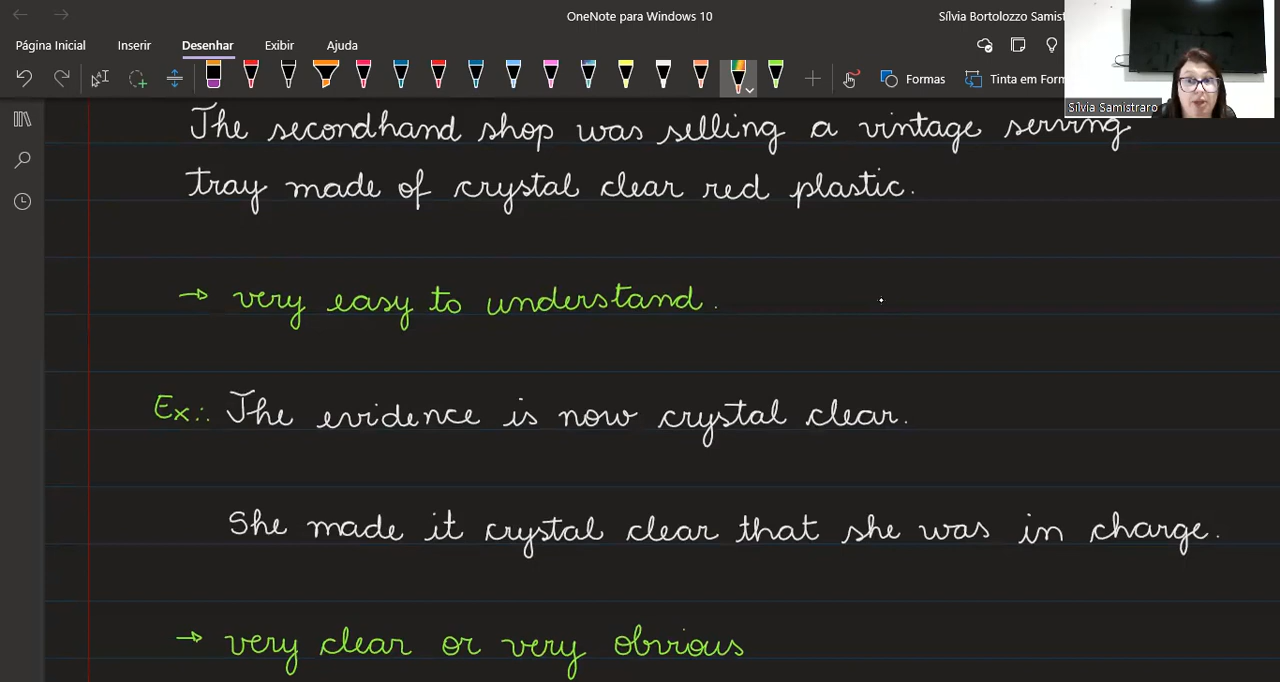 OneNote para Windows 10
Sílvia Bortolozzo Samist
Página Inicial Inserir Desenhar Exibir Ajuda
Formas Tinta em Form
Sílvia Samistraro
The secondhand shop was selling a vintage serving
tray made of crystal clear red plastic.
→ very easy to understand.
Ex.: The evidence is now crystal clear.
She made it crystal clear that she was in charge.
→ very clear or very obvious